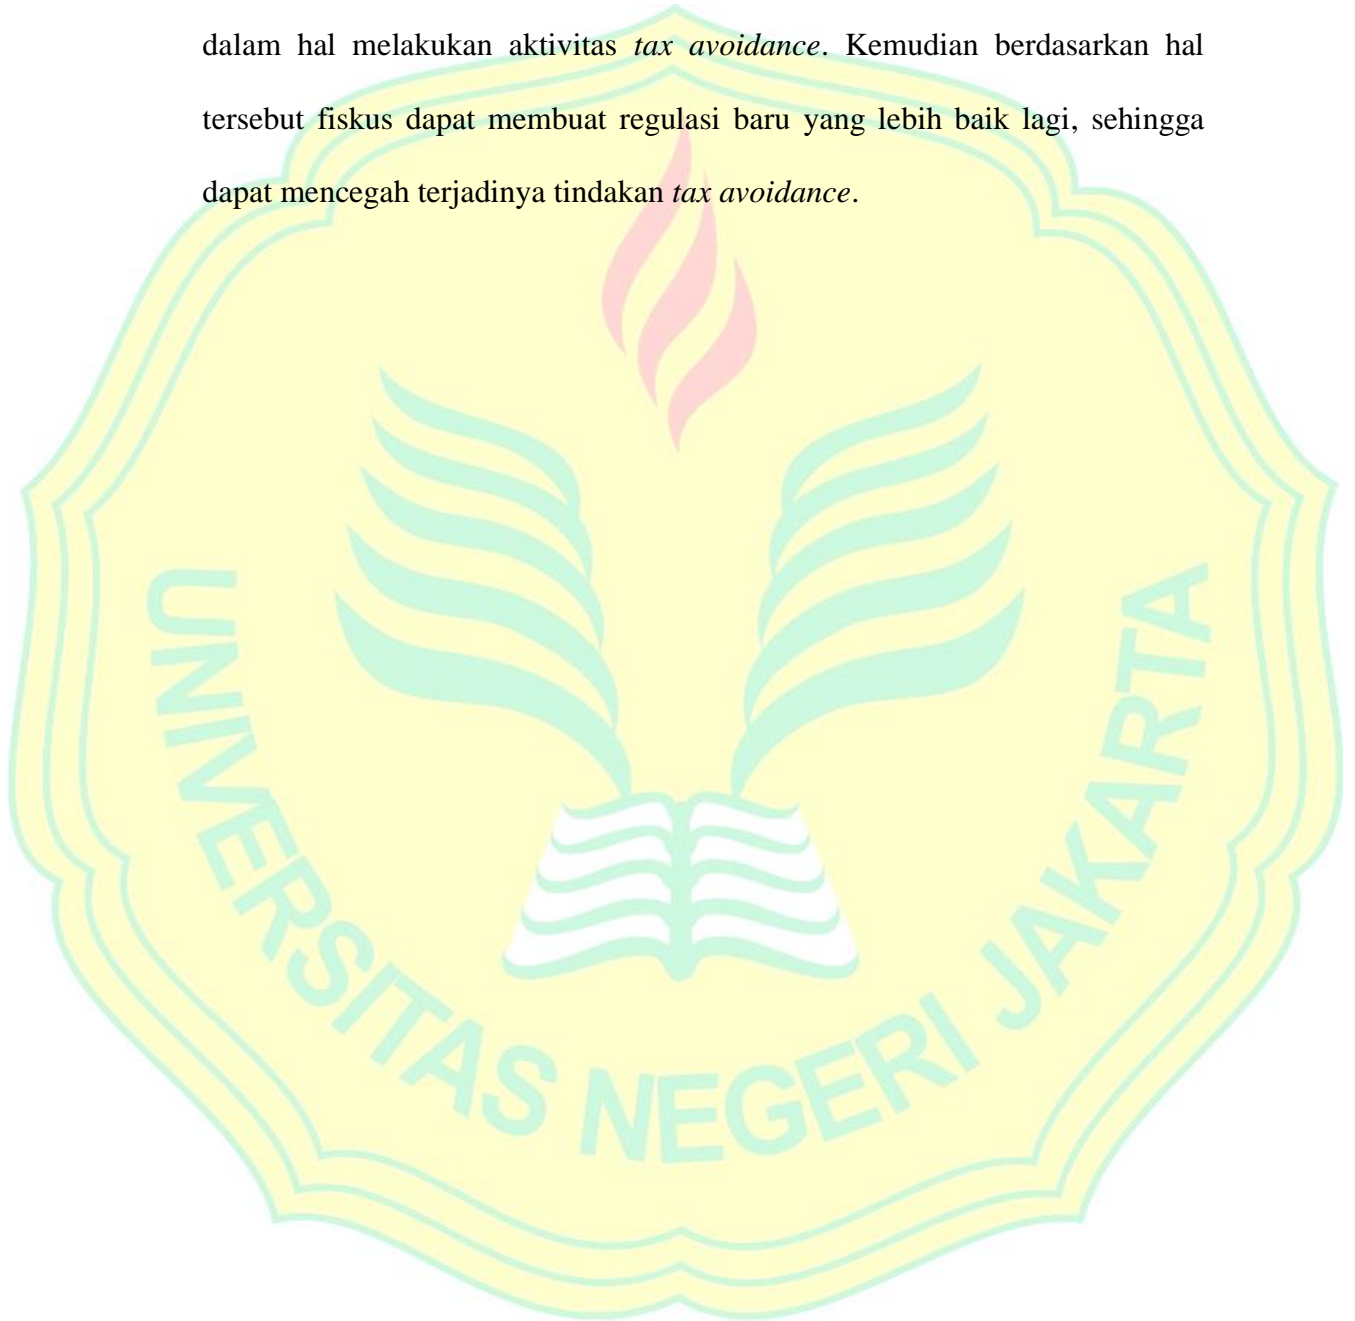 dalam hal melakukan aktivitas tax avoidance. Kemudian berdasarkan hal
tersebut fiskus dapat membuat regulasi baru yang lebih baik lagi, sehingga
dapat mencegah terjadinya tindakan tax avoidance.
UNIVERSITAS NEGERI JAKARTA